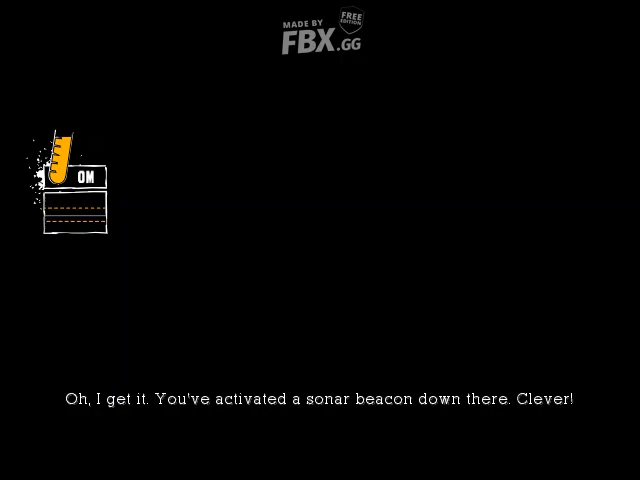 MADE BY
FREE
EDITION
FBX.GG
0M
Oh, I get it. You've activated a sonar beacon down there. Clever!